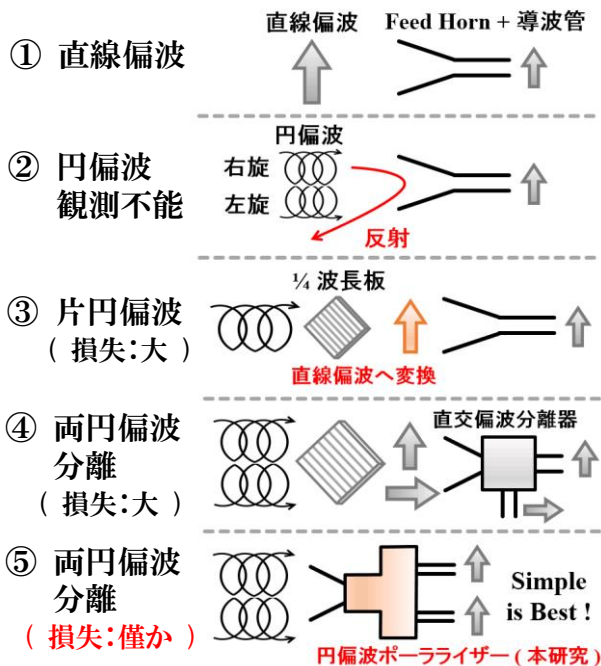 直線偏波
Feed Horn + 導波管
① 直線偏波
円偏波
② 円偏波
観測不能
右旋
左旋
反射
¼ 波長板
③ 片円偏波
( 損失:大 )
直線偏波へ変換
④ 両円偏波
分離
( 損失:大 )
直交偏波分離器
⑤ 両円偏波
分離
( 損失:僅か )
Simple
is Best !
円偏波ポーラライザー ( 本研究 )